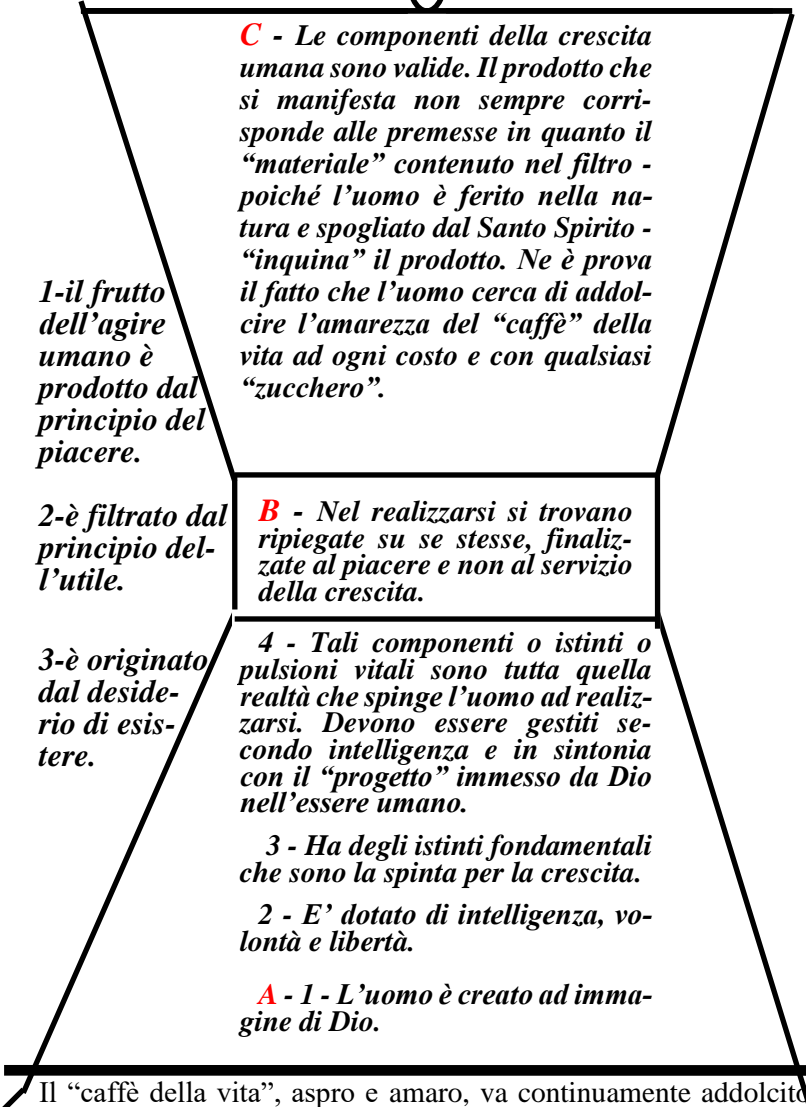 C - Le componenti della crescita
umana sono valide. Il prodotto che
si manifesta non sempre corri-
sponde alle premesse in quanto il
“materiale” contenuto nel filtro -
poiché l’uomo è ferito nella na-
tura e spogliato dal Santo Spirito -
“inquina” il prodotto. Ne è prova
il fatto che l’uomo cerca di addol-
cire l’amarezza del “caffè” della
vita ad ogni costo e con qualsiasi
“zucchero”.
1-il frutto
dell’agire
umano è
prodotto dal
principio del
piacere.
2-è filtrato dal
principio del-
l’utile.
B - Nel realizzarsi si trovano
ripiegate su se stesse, finaliz-
zate al piacere e non al servizio
della crescita.
3-è originato
dal deside-
rio di esis-
tere.
4 - Tali componenti o istinti o
pulsioni vitali sono tutta quella
realtà che spinge l’uomo ad realiz-
zarsi. Devono essere gestiti se-
condo intelligenza e in sintonia
con il “progetto” immesso da Dio
nell’essere umano.
3 - Ha degli istinti fondamentali
che sono la spinta per la crescita.
2 - E’ dotato di intelligenza, vo-
lontà e libertà.
A - 1 - L’uomo è creato ad imma-
gine di Dio.
Il “caffè della vita”, aspro e amaro, va continuamente addolcito